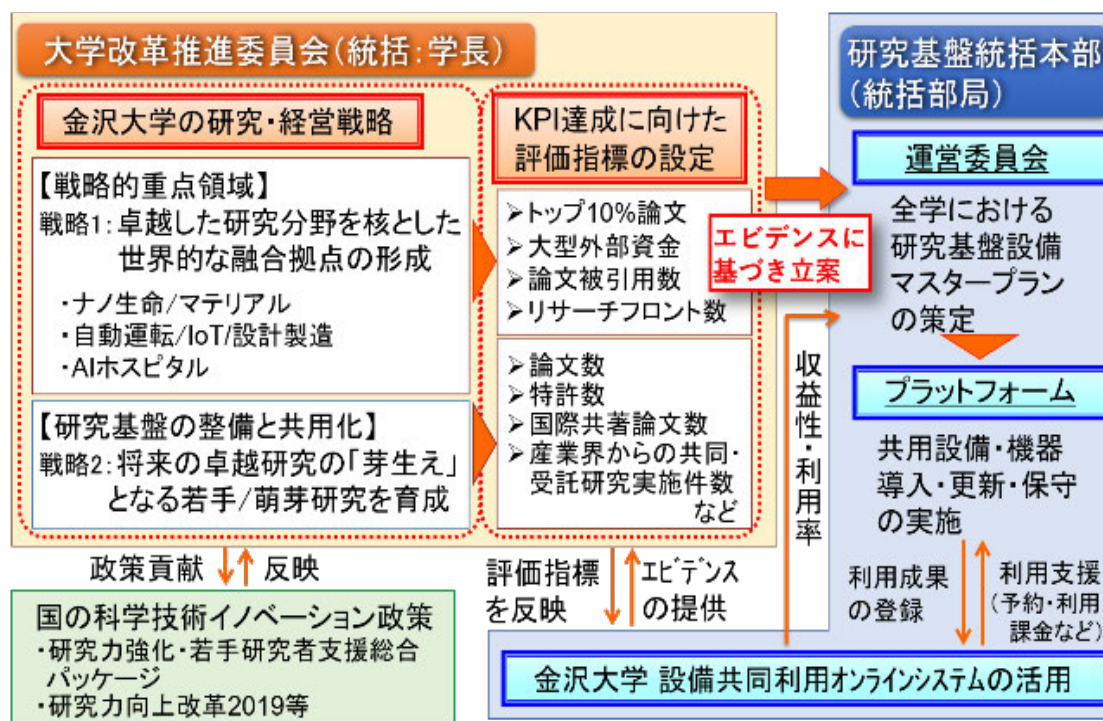 大学改革推進委員会(統括:学長)
金沢大学の研究・経営戦略
【戦略的重点領域】
戦略1:卓越した研究分野を核とした
世界的な融合拠点の形成
・ナノ生命/マテリアル
・自動運転/IoT/設計製造
・AIホスピタル
【研究基盤の整備と共用化】
戦略2:将来の卓越研究の「芽生え」
となる若手/萌芽研究を育成
KPI達成に向けた
評価指標の設定
➢トップ10%論文
➢大型外部資金
➢論文被引用数
➢リサーチフロント数
➢論文数
➢特許数
➢国際共著論文数
➢産業界からの共同・
受託研究実施件数
など
エビデンスに
基づき立案
研究基盤統括本部
(統括部局)
運営委員会
全学における
研究基盤設備
マスタープラン
の策定
プラットフォーム
共用設備・機器
導入・更新・保守
の実施
収益性・利用率
政策貢献
反映
国の科学技術イノベーション政策
・研究力強化・若手研究者支援総合
パッケージ
・研究力向上改革2019等
評価指標
を反映
エビデンス
の提供
利用成果
の登録
利用支援
(予約・利用
課金など)
金沢大学 設備共同利用オンラインシステムの活用